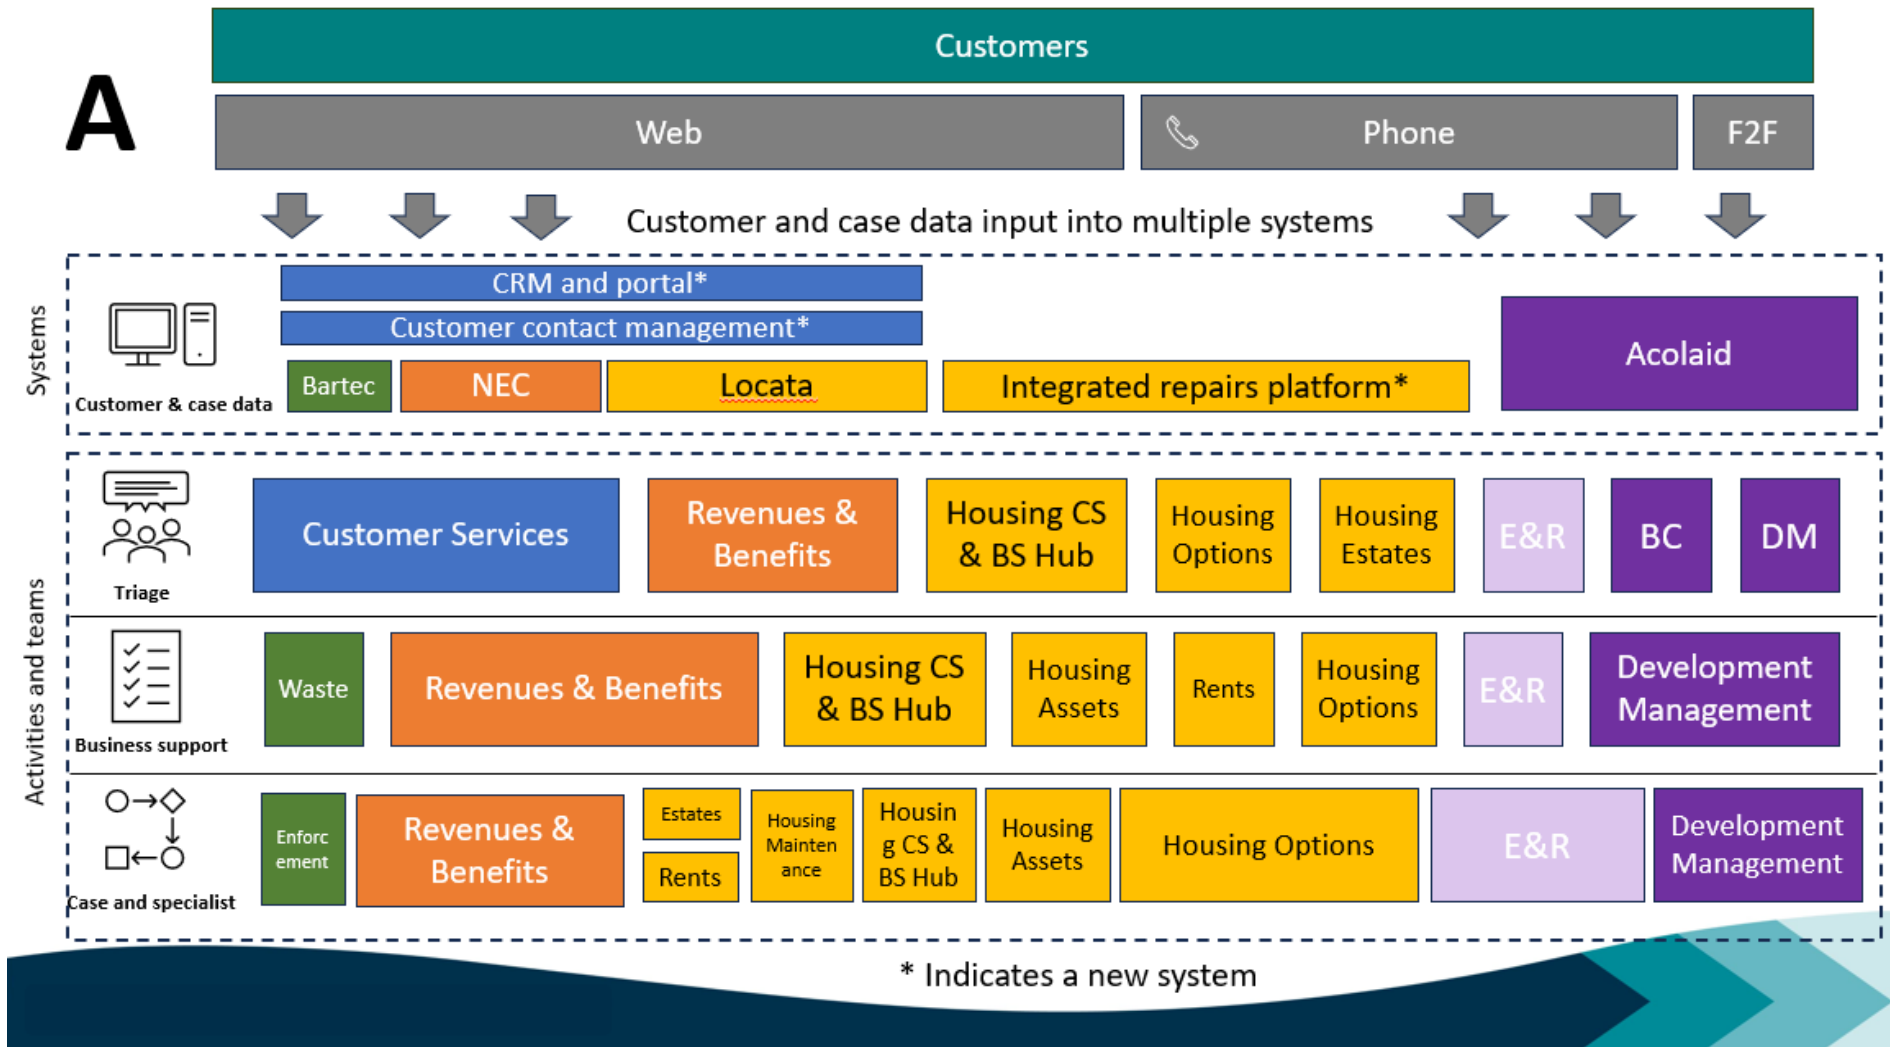 Customers
A
Web
Phone
F2F
Customer and case data input into multiple systems
Systems
CRM and portal*
Customer contact management*
Acolaid
Bartec
NEC
Locata
Integrated repairs platform*
Customer & case data
Activities and teams
Customer Services
Revenues &
Benefits
Housing CS
& BS Hub
Housing
Options
Housing
Estates
E&R
BC
DM
Triage
Waste
Revenues & Benefits
Housing CS
& BS Hub
Housing
Assets
Rents
Housing
Options
E&R
Development
Management
Business support
Enforc
ement
Revenues &
Benefits
Estates
Rents
Housing
Mainten
ance
Housin
g CS &
BS Hub
Housing
Assets
Housing Options
E&R
Development
Management
Case and specialist
* Indicates a new system